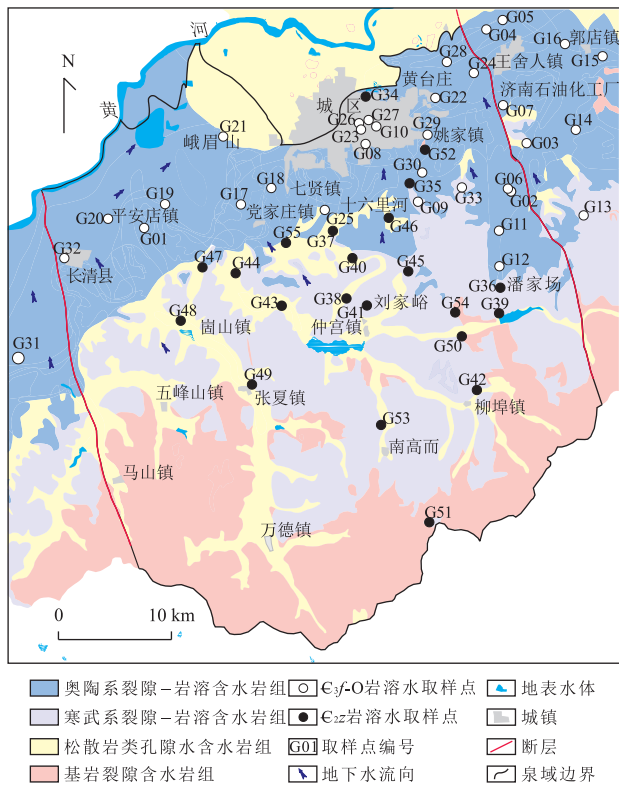 河
黄
N
G05
G04
G16
郭店镇
G15
G28
G24
王舍人镇
黄台庄
G34
城区
G22
济南石油化工厂
G07
G26
G27
G23
G10
G29
姚家镇
G14
G21
峨眉山
G08
G52
G03
G30
G18
七贤镇
G35
G33
G06
G02
G19
G17
党家庄镇
十六里河
G09
G13
G20
平安店镇
G01
G25
G37
G46
G11
G55
G32
长清县
G47
G44
G40
G45
G12
G36
潘家场
G48
崮山镇
G43
G38
G41
刘家峪
仲宫镇
G54
G39
G50
G31
G49
张夏镇
五峰山镇
G42
柳埠镇
G53
南高而
马山镇
G51
万德镇
0
10 km
奥陶系裂隙–岩溶含水岩组
Є₃f-O岩溶水取样点
地表水体
寒武系裂隙–岩溶含水岩组
Є₂z岩溶水取样点
城镇
松散岩类孔隙水含水岩组
G01 取样点编号
断层
基岩裂隙含水岩组
地下水流向
泉域边界